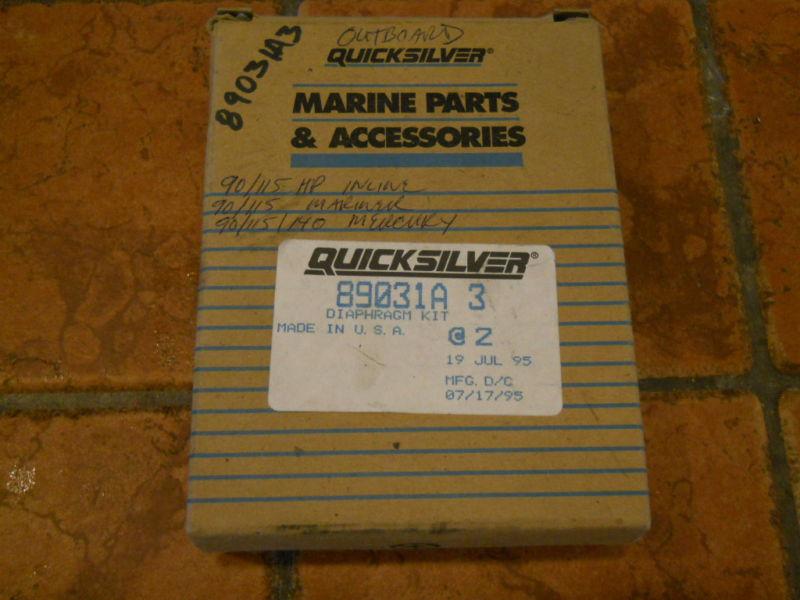 89031A3
OUTBOARD
QUICKSILVER®
MARINE PARTS
& ACCESSORIES
90/115 HP INLINE
90/115 MARINER
90/115/140 MERCURY
QUICKSILVER®
89031A 3
DIAPHRAGM KIT
MADE IN U.S.A.
@ 2
19 JUL 95
MFG. D/C
07/17/95